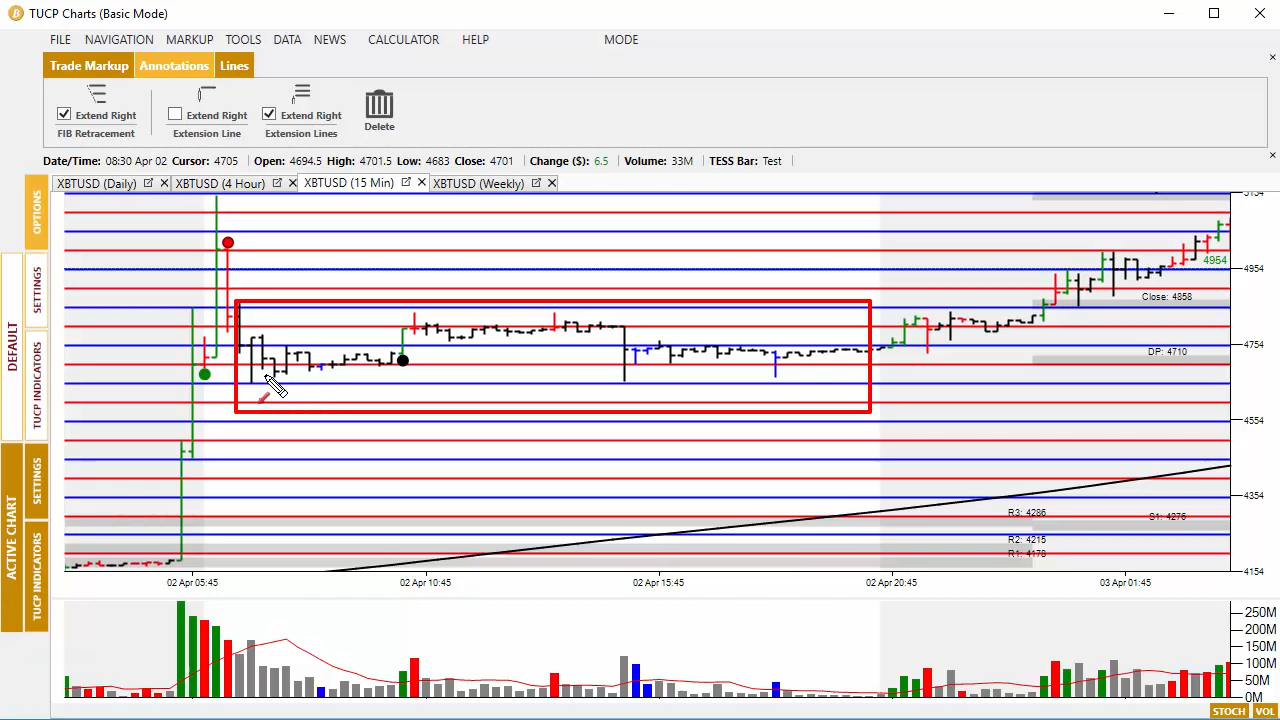 TUCP Charts (Basic Mode)
FILE NAVIGATION MARKUP TOOLS DATA NEWS CALCULATOR HELP MODE
Trade Markup Annotations Lines
Extend Right Extend Right Extend Right
FIB Retracement Extension Line Extension Lines Delete
Date/Time: 08:30 Apr 02 Cursor: 4705 Open: 4694.5 High: 4701.5 Low: 4683 Close: 4701 Change ($): 6.5 Volume: 33M TESS Bar: Test
XBTUSD (Daily) XBTUSD (4 Hour) XBTUSD (15 Min) XBTUSD (Weekly)
OPTIONS
SETTINGS
TUCP INDICATORS
DEFAULT
SETTINGS
TUCP INDICATORS
ACTIVE CHART
5154
4954
4954
Close: 4858
4754
DP: 4710
4554
4354
R3: 4286
S1: 4276
R2: 4215
R1: 4178
4154
02 Apr 05:45 02 Apr 10:45 02 Apr 15:45 02 Apr 20:45 03 Apr 01:45
250M
200M
150M
100M
50M
0M
STOCH VOL